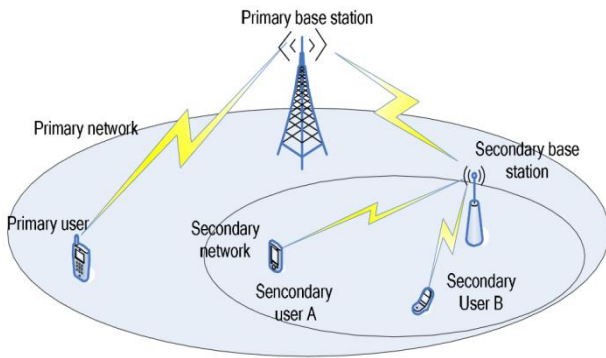 Primary base station
Primary network
Secondary base
station
Primary user
Secondary
network
Sencondary
user A
Secondary
User B